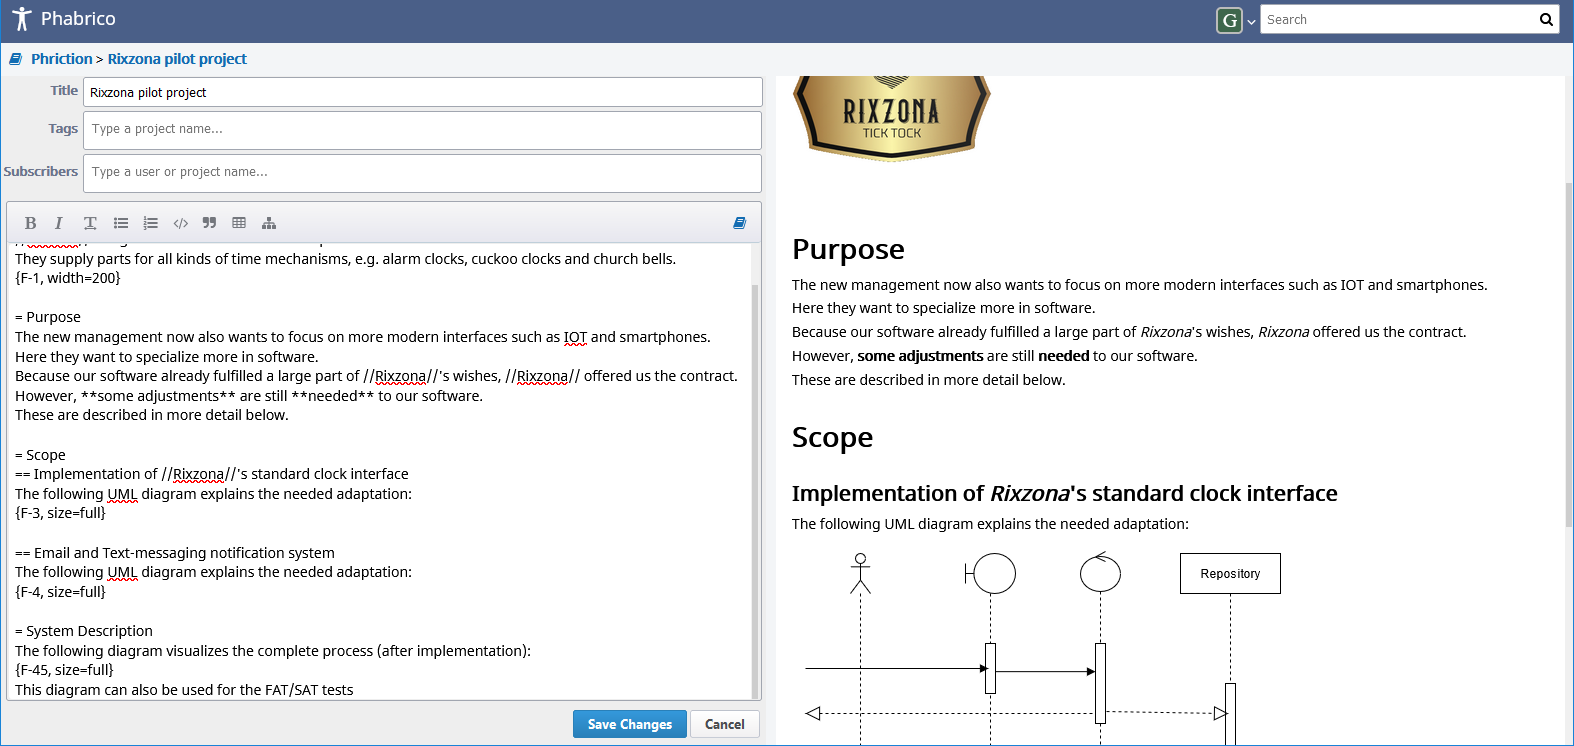 Phabrico
G
Search
Phriction > Rixzona pilot project
Title
Rixzona pilot project
Tags
Type a project name...
Subscribers
Type a user or project name...
B I T
They supply parts for all kinds of time mechanisms, e.g. alarm clocks, cuckoo clocks and church bells.
{F-1, width=200}
= Purpose
The new management now also wants to focus on more modern interfaces such as IOT and smartphones.
Here they want to specialize more in software.
Because our software already fulfilled a large part of //Rixzona//'s wishes, //Rixzona// offered us the contract.
However, **some adjustments** are still **needed** to our software.
These are described in more detail below.
= Scope
== Implementation of //Rixzona//'s standard clock interface
The following UML diagram explains the needed adaptation:
{F-3, size=full}
== Email and Text-messaging notification system
The following UML diagram explains the needed adaptation:
{F-4, size=full}
= System Description
The following diagram visualizes the complete process (after implementation):
{F-45, size=full}
This diagram can also be used for the FAT/SAT tests
Save Changes
Cancel
RIXZONA
TICK TOCK
Purpose
The new management now also wants to focus on more modern interfaces such as IOT and smartphones.
Here they want to specialize more in software.
Because our software already fulfilled a large part of Rixzona's wishes, Rixzona offered us the contract.
However, some adjustments are still needed to our software.
These are described in more detail below.
Scope
Implementation of Rixzona's standard clock interface
The following UML diagram explains the needed adaptation:
Repository